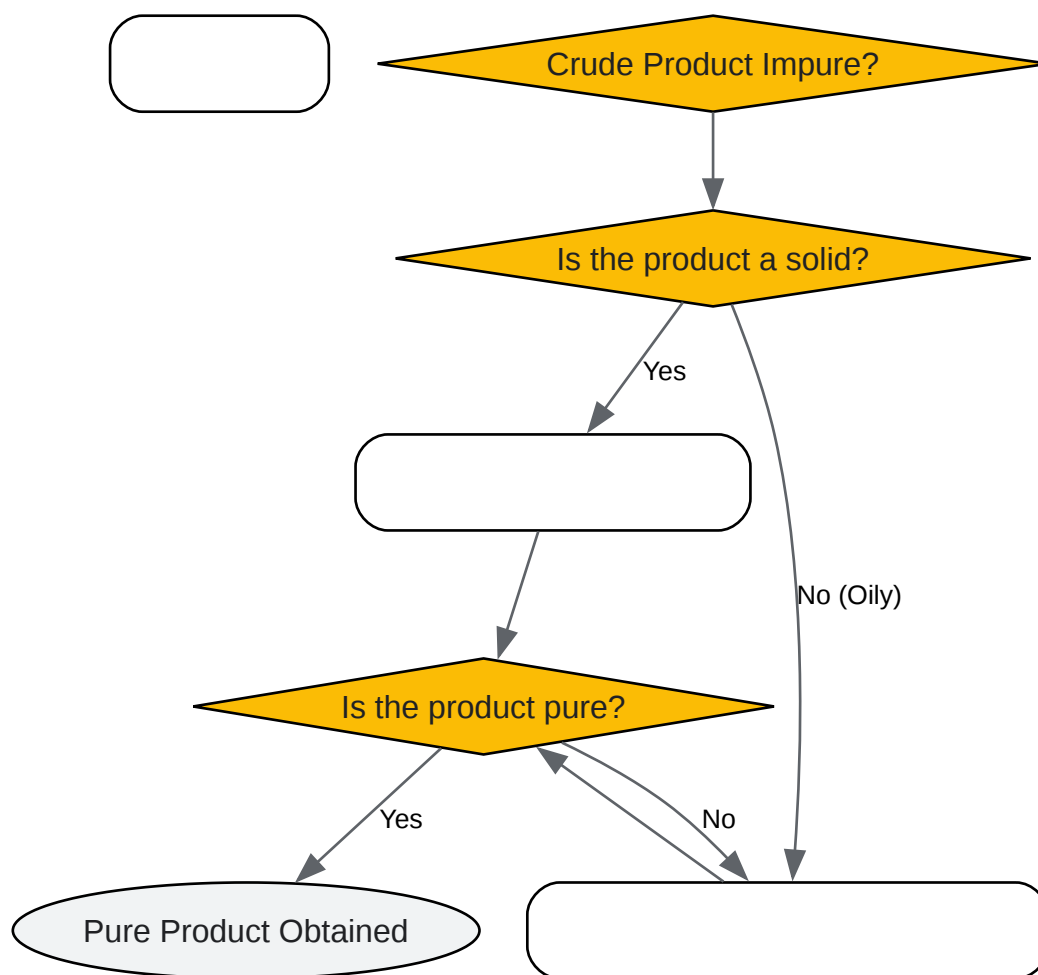 Crude Product Impure?
Is the product a solid?
Yes
No (Oily)
Is the product pure?
Yes
No
Pure Product Obtained